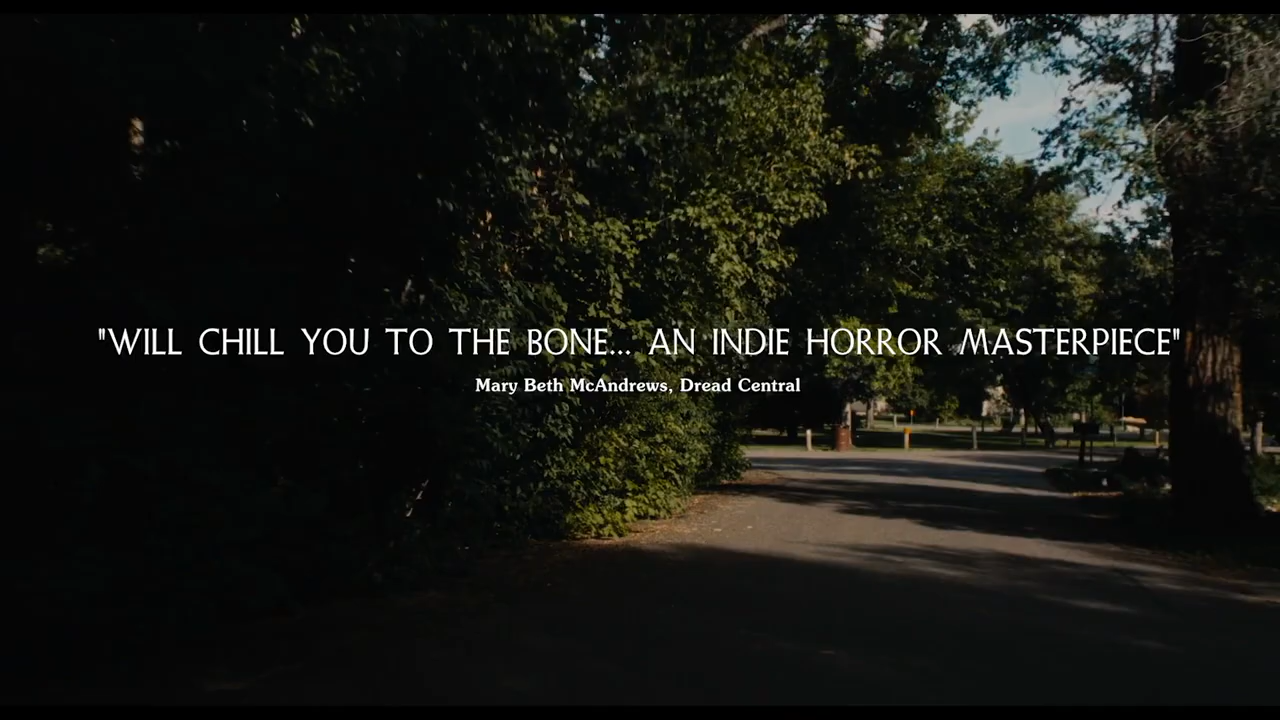 "WILL CHILL YOU TO THE BONE... AN INDIE HORROR MASTERPIECE"
Mary Beth McAndrews, Dread Central